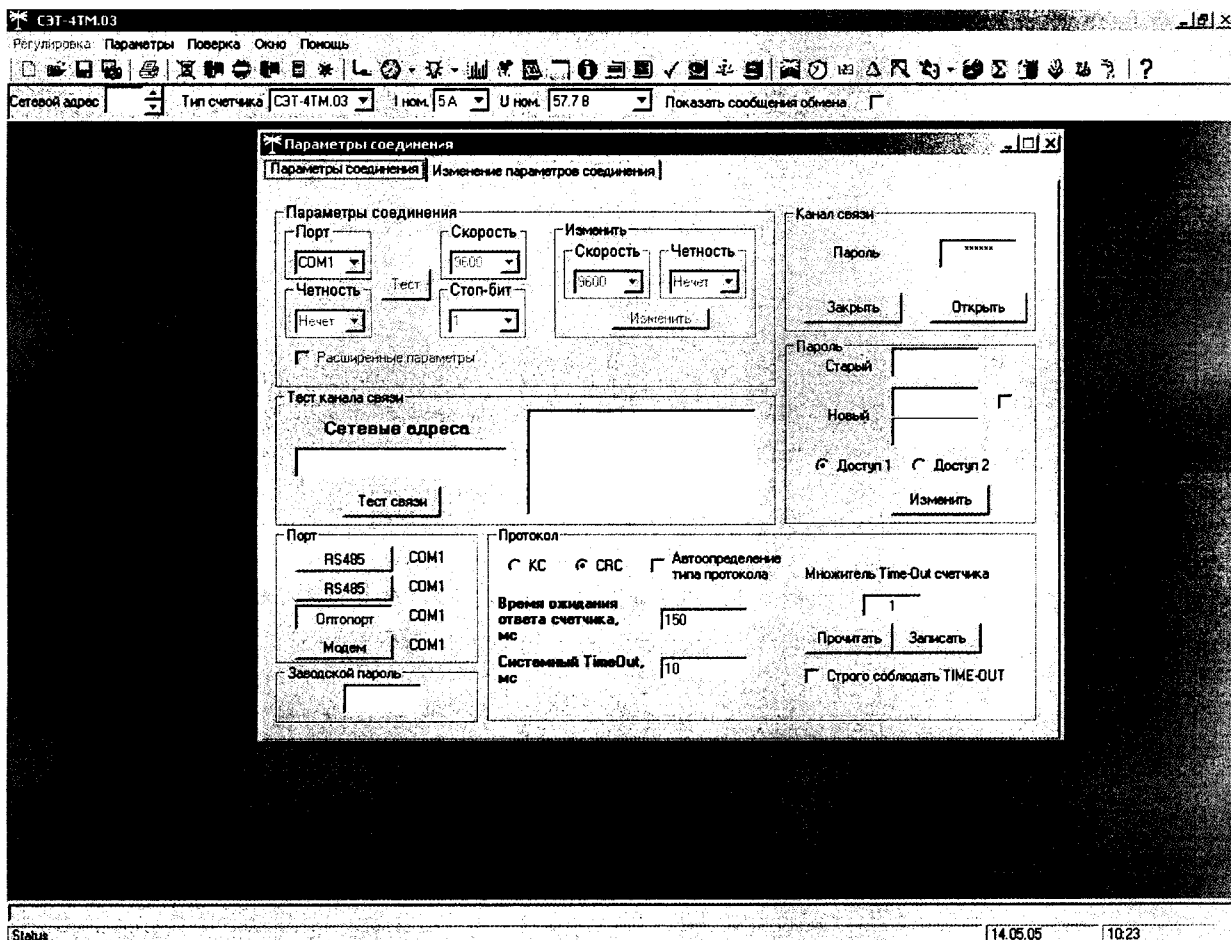 СЭТ-4ТМ.03
Регулировка Параметры Поверка Окно Помощь
Сетевой адрес Тип счетчика СЭТ-4ТМ.03 I ном. 5 А U ном. 57.7 В Показать сообщения обмена
Параметры соединения
Параметры соединения Изменение параметров соединения
Параметры соединения
Порт
COM1
Тест
Скорость
9600
Четность
Нечет
Стоп-бит
1
Расширенные параметры
Изменить
Скорость
9600
Четность
Нечет
Изменить
Канал связи
Пароль ******
Закрыть Открыть
Пароль
Старый
Новый
Доступ 1 Доступ 2
Изменить
Тест канала связи
Сетевые адреса
Тест связи
Порт
RS485 COM1
RS485 COM1
Оптопорт COM1
Модем COM1
Заводской пароль
Протокол
КС CRC
Автоопределение
типа протокола
Время ожидания
ответа счетчика,
мс
150
Системный TimeOut,
мс
10
Множитель Time-Out счетчика
1
Прочитать Записать
Строго соблюдать TIME-OUT
Status 14.05.05 10:23